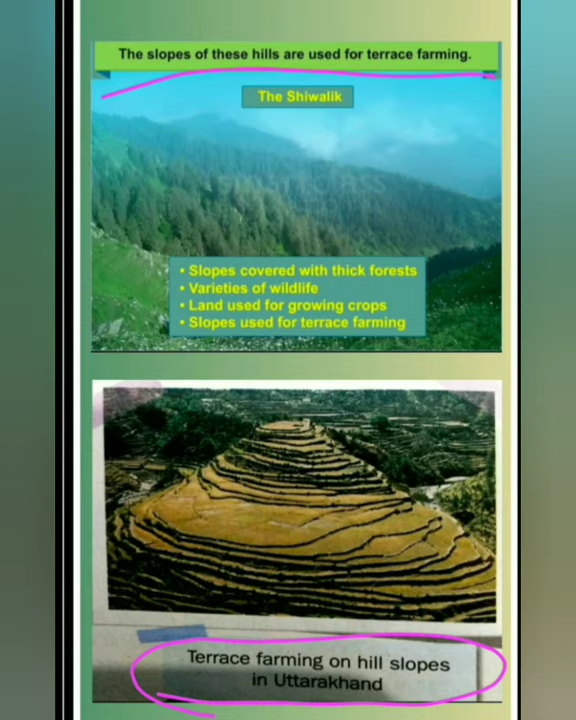 The slopes of these hills are used for terrace farming.
The Shiwalik
• Slopes covered with thick forests
• Varieties of wildlife
• Land used for growing crops
• Slopes used for terrace farming
Terrace farming on hill slopes
in Uttarakhand